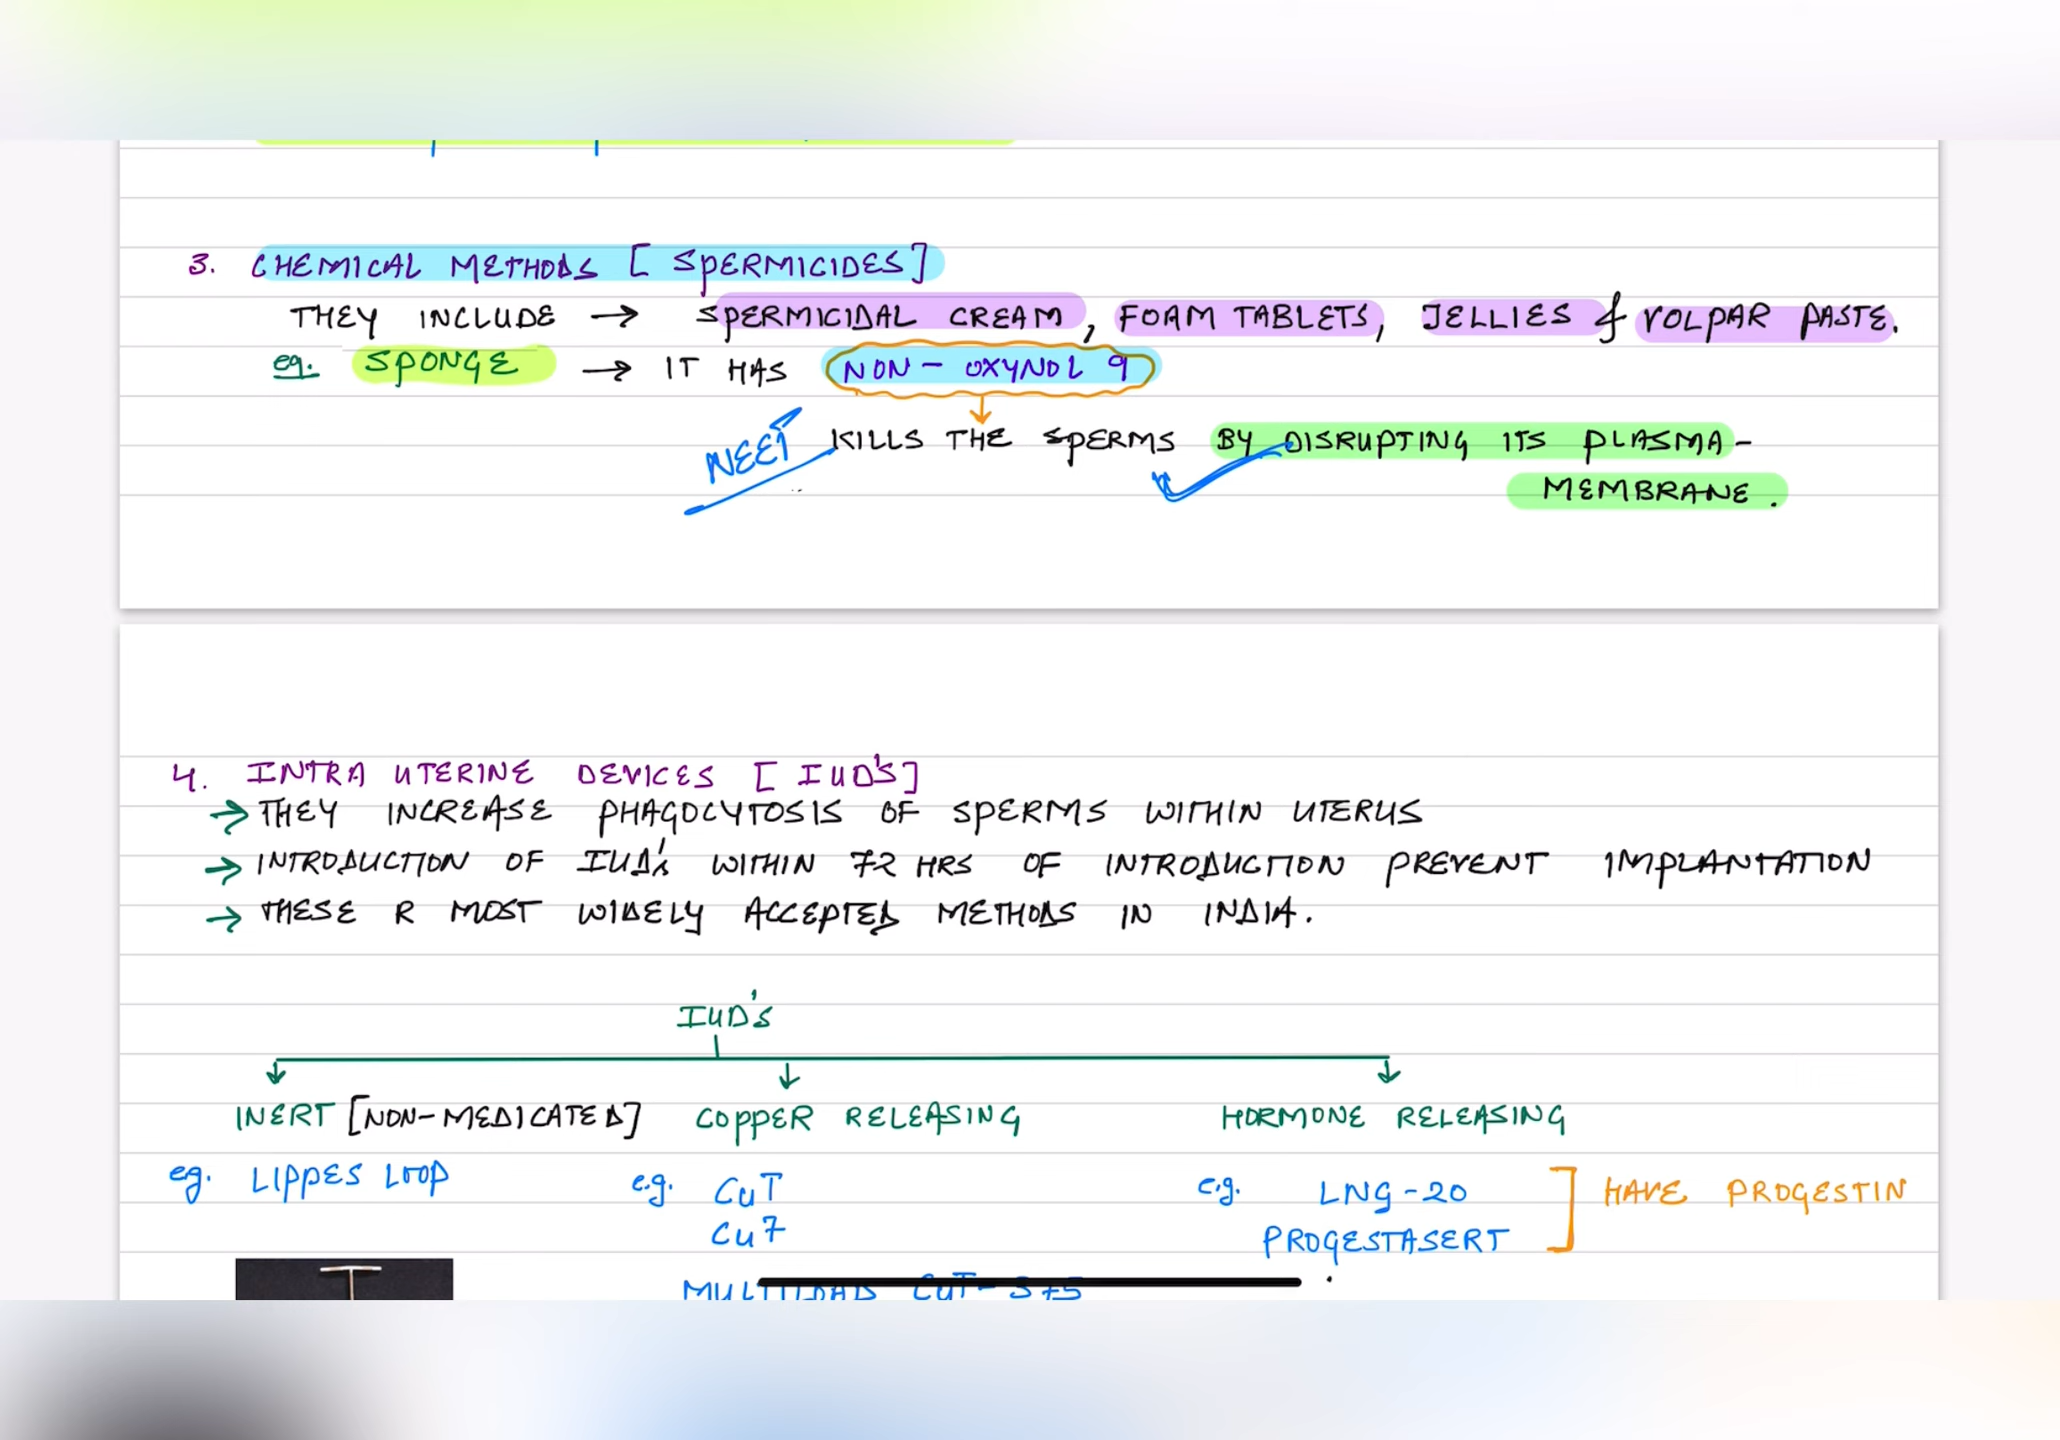 3. CHEMICAL METHODS [ SPERMICIDES]
THEY INCLUDE → SPERMICIDAL CREAM, FOAM TABLETS, JELLIES & VOLPAR PASTE.
eg. SPONGE → IT HAS NON - OXYNOL 9
↓
NEET KILLS THE SPERMS BY DISRUPTING ITS PLASMA-
MEMBRANE.
4. INTRA UTERINE DEVICES [ IUD'S]
→ THEY INCREASE PHAGOCYTOSIS OF SPERMS WITHIN UTERUS
→ INTRODUCTION OF IUD's WITHIN 72 HRS OF INTRODUCTION PREVENT IMPLANTATION
→ THESE R MOST WIDELY ACCEPTED METHODS IN INDIA.
IUD'S
INERT [NON-MEDICATED] COPPER RELEASING HORMONE RELEASING
eg. LIPPES LOOP e.g. CuT e.g. LNG-20 ] HAVE PROGESTIN
Cu7 PROGESTASERT
MULTILOAD CuT-375